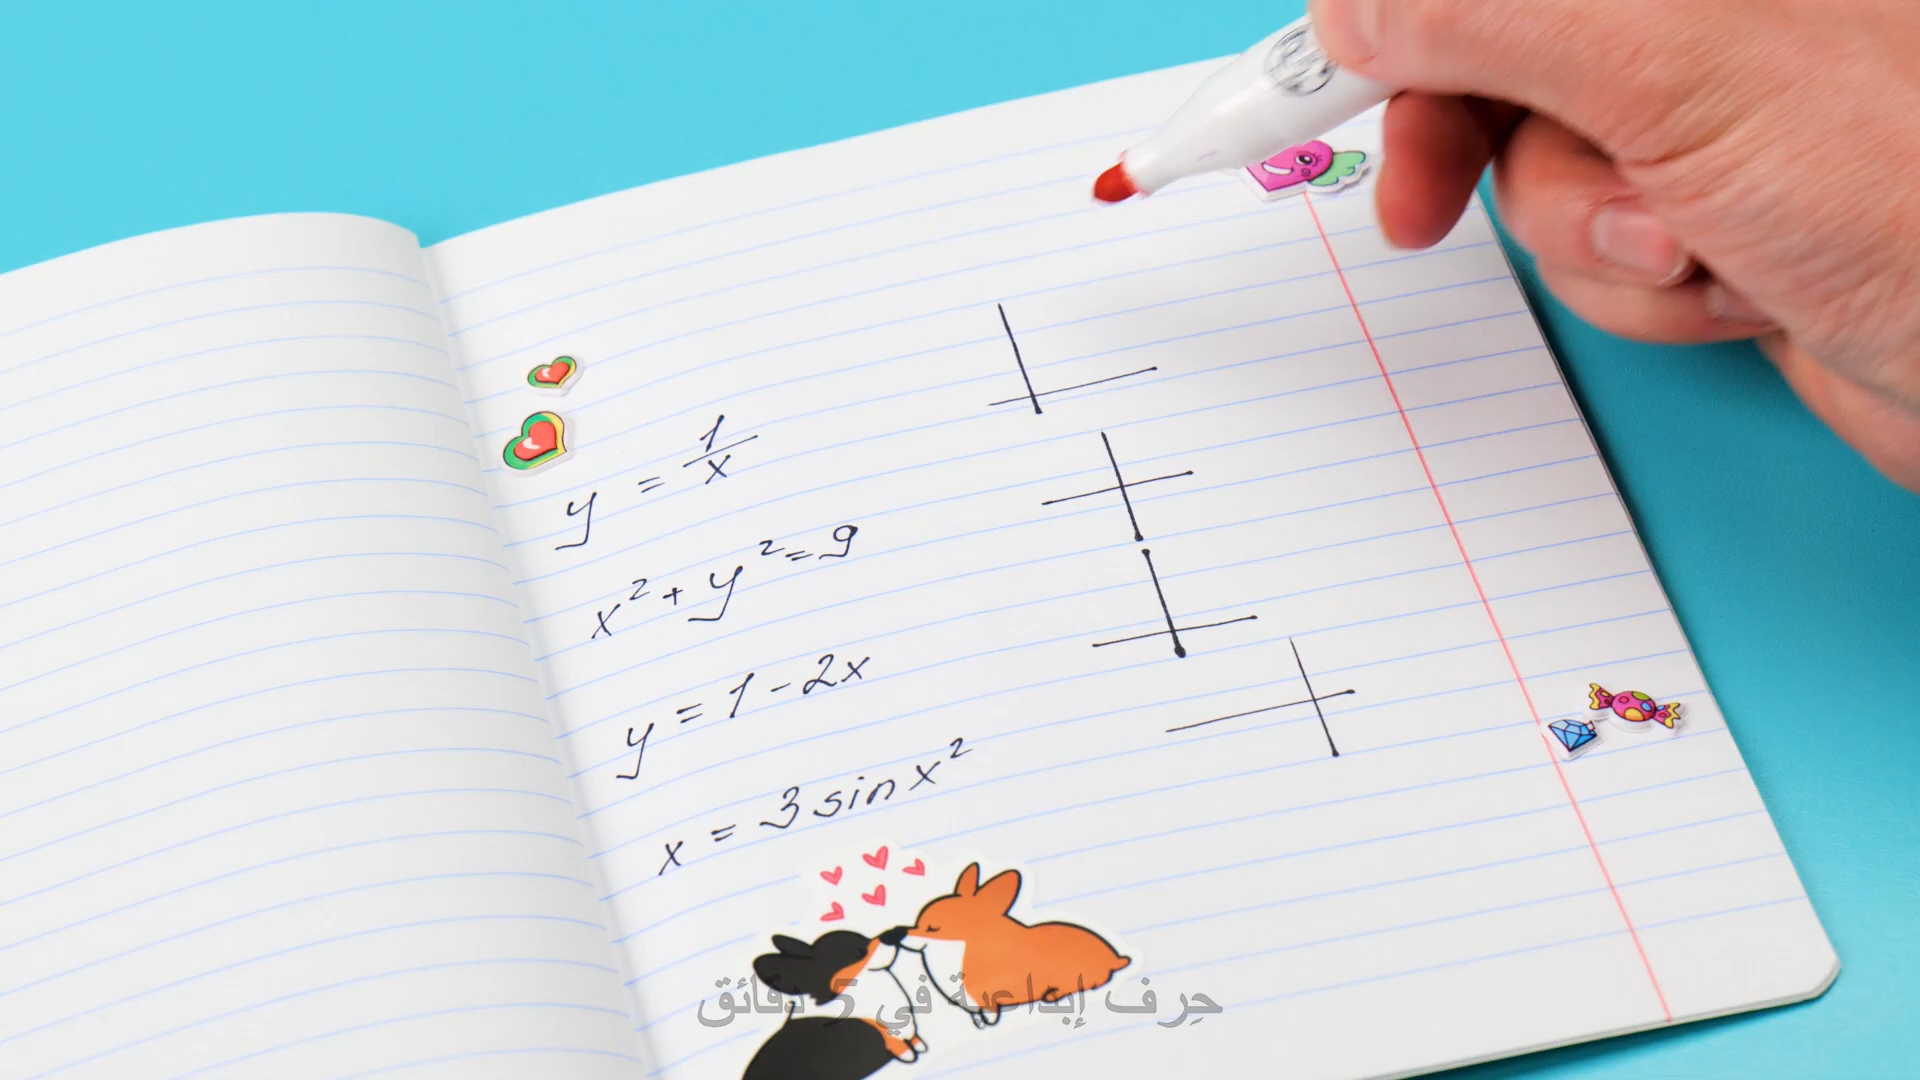 y = 1/x
x² + y² = 9
y = 1 - 2x
x = 3 sin x²
حِرف إبداعية في 5 دقائق